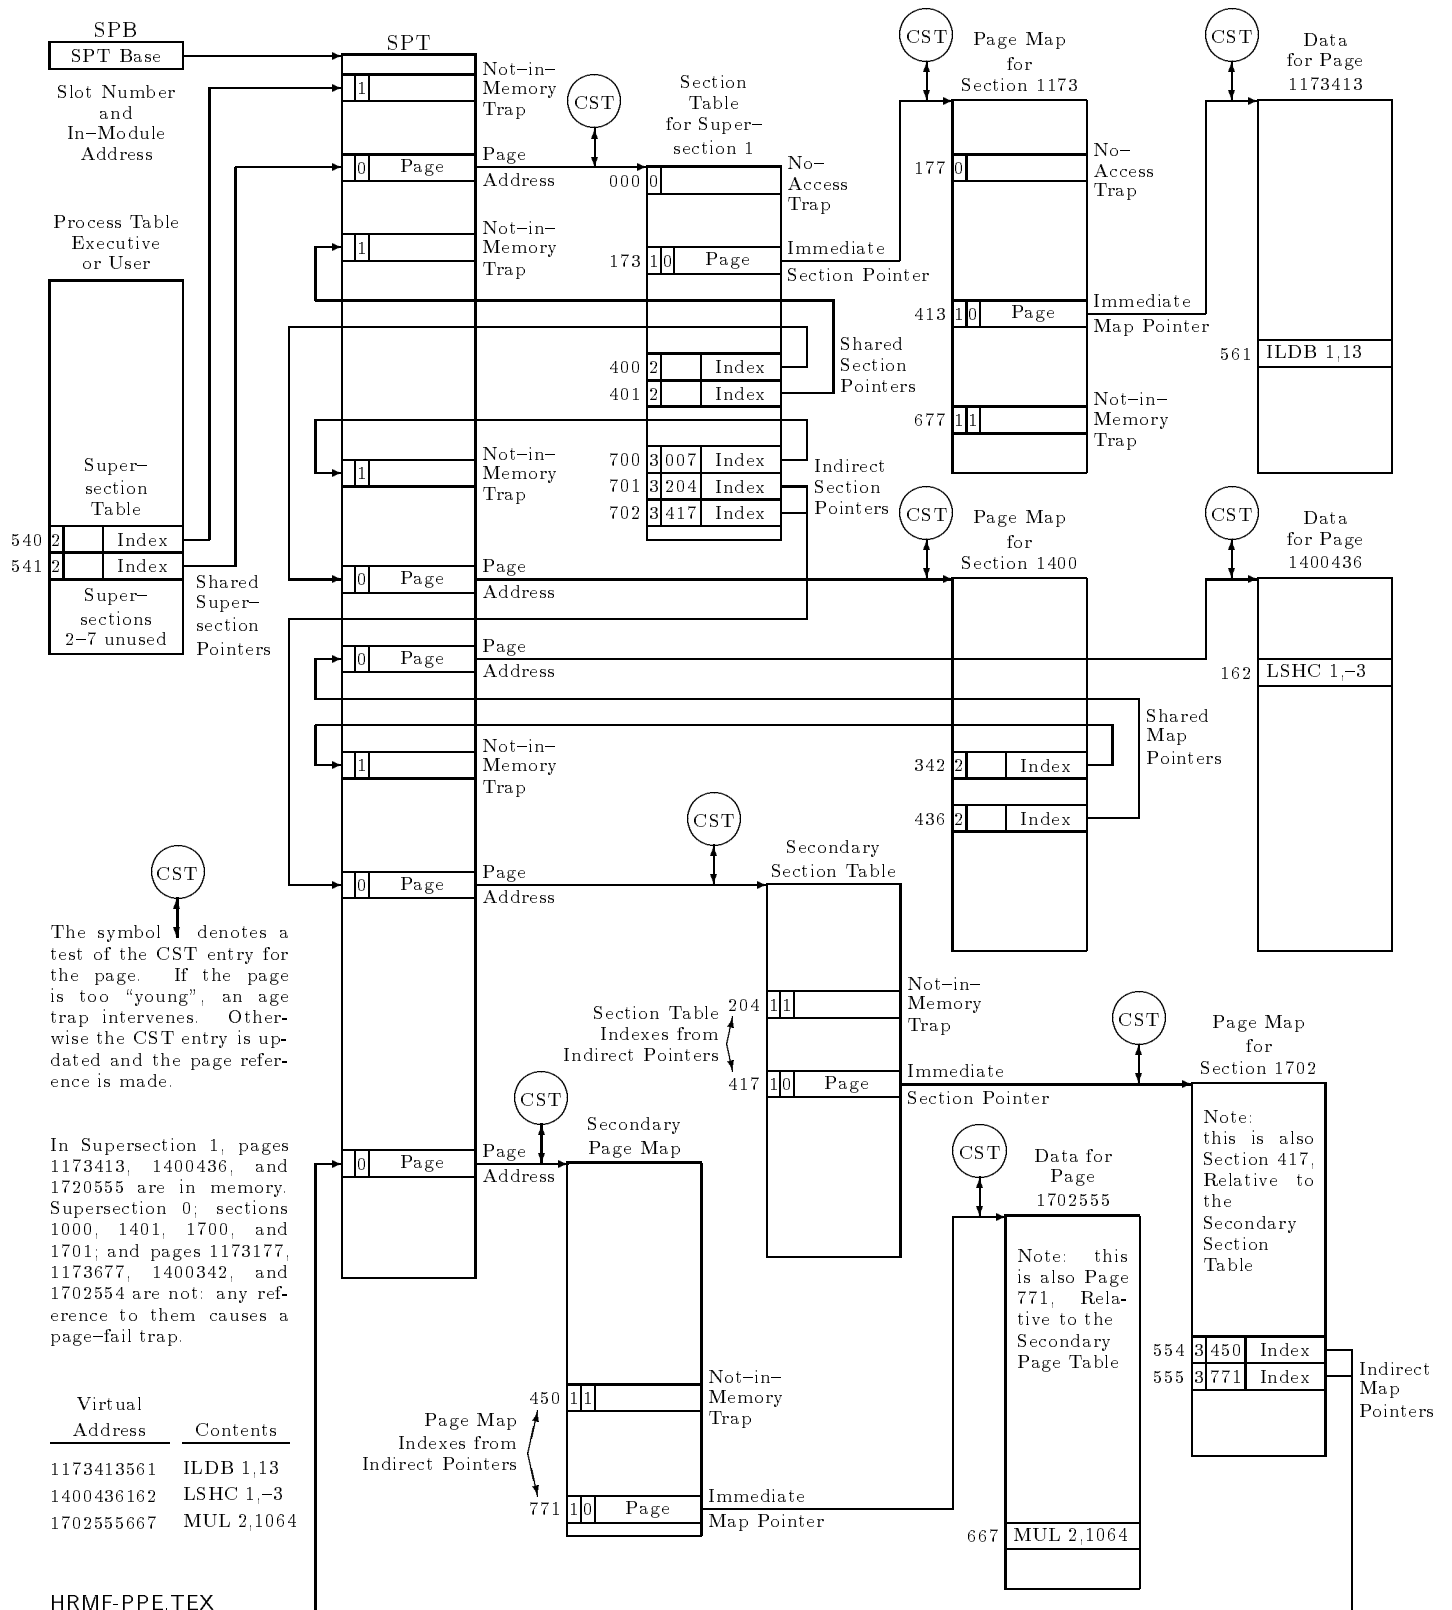 SPB
SPT Base
Slot Number
and
In–Module
Address
Process Table
Executive
or User
Super–
section
Table
540 2 Index
541 2 Index
Super–
sections
2–7 unused
Shared
Super–
section
Pointers
SPT
1
Not–in–
Memory
Trap
0 Page
Page
Address
1
Not–in–
Memory
Trap
1
Not–in–
Memory
Trap
0 Page
Page
Address
0 Page
Page
Address
1
Not–in–
Memory
Trap
0 Page
Page
Address
0 Page
Page
Address
CST
Section
Table
for Super–
section 1
000 0
No–
Access
Trap
173 1 0 Page
Immediate
Section Pointer
400 2 Index
401 2 Index
Shared
Section
Pointers
700 3 007 Index
701 3 204 Index
702 3 417 Index
Indirect
Section
Pointers
CST
Page Map
for
Section 1173
177 0
No–
Access
Trap
413 1 0 Page
Immediate
Map Pointer
677 1 1
Not–in–
Memory
Trap
CST
Data
for Page
1173413
561 ILDB 1,13
CST
Page Map
for
Section 1400
342 2 Index
436 2 Index
Shared
Map
Pointers
CST
Data
for Page
1400436
162 LSHC 1,–3
CST
Secondary
Section Table
204 1 1
Not–in–
Memory
Trap
Section Table
Indexes from
Indirect Pointers
417 1 0 Page
Immediate
Section Pointer
CST
Page Map
for
Section 1702
Note:
this is also
Section 417,
Relative to
the
Secondary
Section
Table
554 3 450 Index
555 3 771 Index
Indirect
Map
Pointers
CST
Secondary
Page Map
450 1 1
Not–in–
Memory
Trap
Page Map
Indexes from
Indirect Pointers
771 1 0 Page
Immediate
Map Pointer
CST
Data for
Page
1702555
Note: this
is also Page
771, Rela-
tive to the
Secondary
Page Table
667 MUL 2,1064
CST
The symbol denotes a
test of the CST entry for
the page. If the page
is too “young”, an age
trap intervenes. Other-
wise the CST entry is up-
dated and the page refer-
ence is made.
In Supersection 1, pages
1173413, 1400436, and
1720555 are in memory.
Supersection 0; sections
1000, 1401, 1700, and
1701; and pages 1173177,
1173677, 1400342, and
1702554 are not: any ref-
erence to them causes a
page–fail trap.
Virtual
Address Contents
1173413561 ILDB 1,13
1400436162 LSHC 1,–3
1702555667 MUL 2,1064
HRMF-PPE.TEX